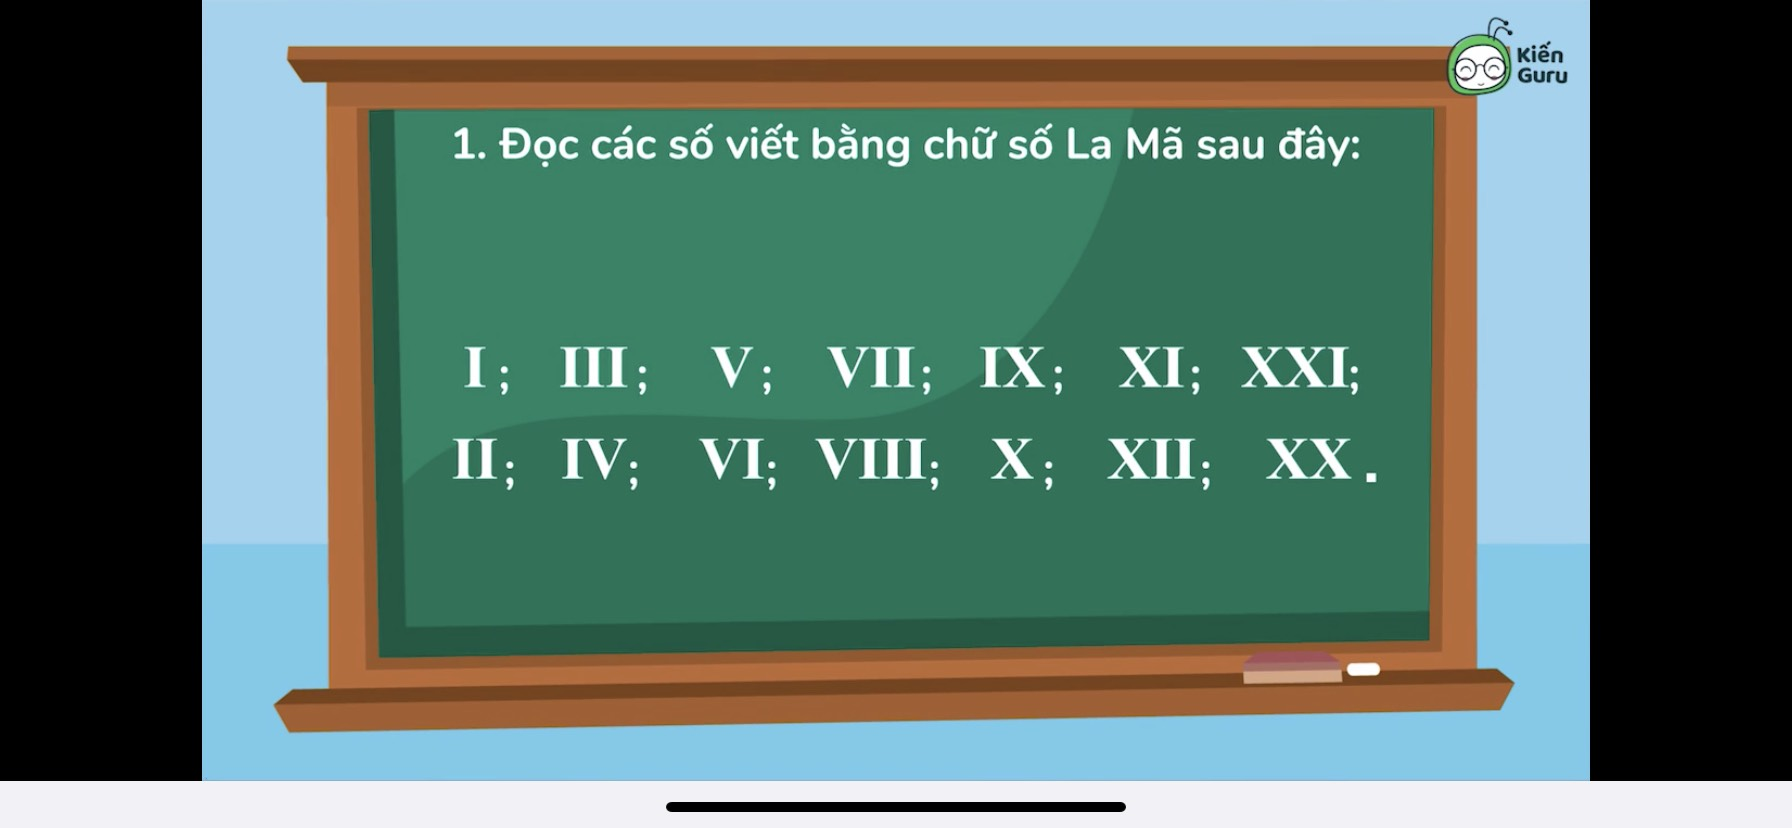 Kiến
Guru
1. Đọc các số viết bằng chữ số La Mã sau đây:
I; III; V; VII; IX; XI; XXI;
II; IV; VI; VIII; X; XII; XX.